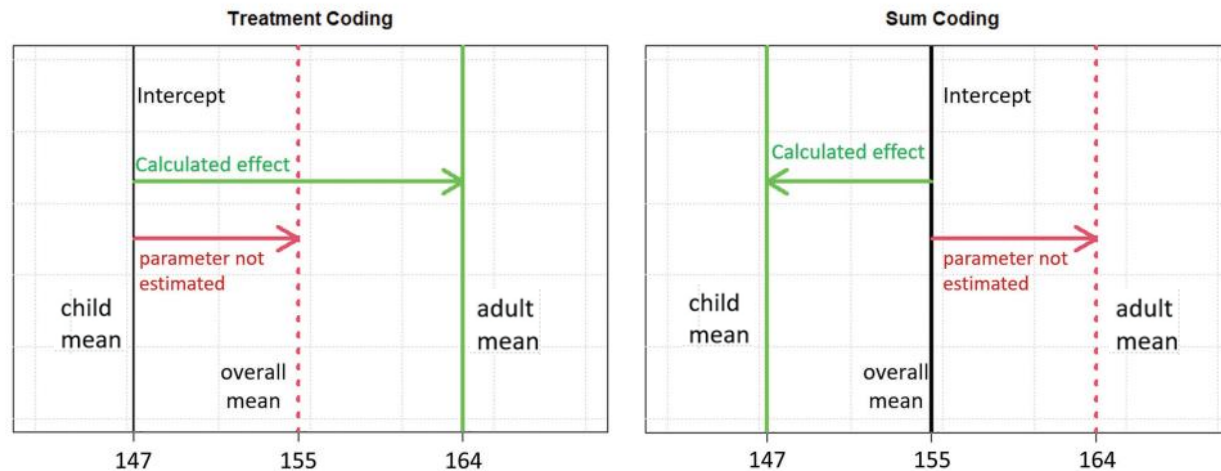 Treatment Coding
Intercept
Calculated effect
parameter not
estimated
child
mean
adult
mean
overall
mean
147
155
164
Sum Coding
Intercept
Calculated effect
parameter not
estimated
child
mean
adult
mean
overall
mean
147
155
164